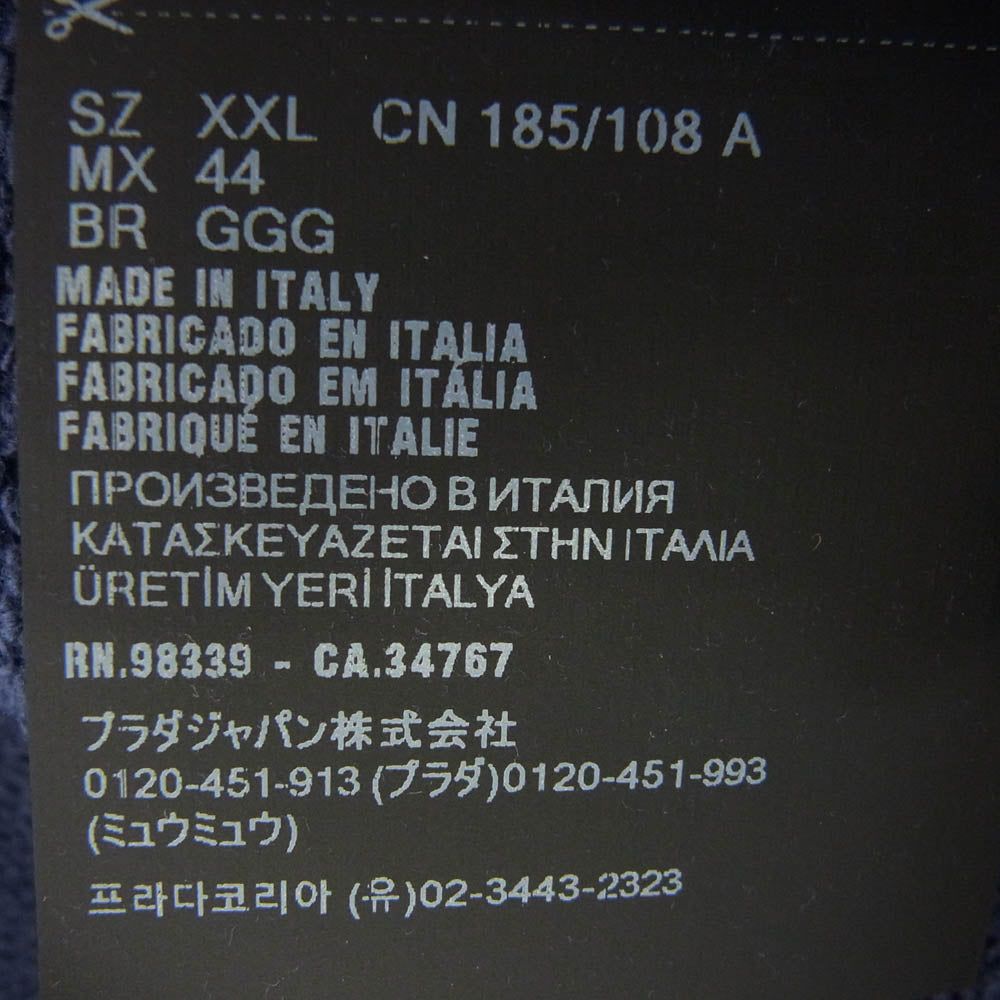 SZ XXL CN 185/108 A
MX 44
BR GGG
MADE IN ITALY
FABRICADO EN ITALIA
FABRICADO EM ITÁLIA
FABRIQUÉ EN ITALIE
ПРОИЗВЕДЕНО В ИТАЛИЯ
ΚΑΤΑΣΚΕΥΑΖΕΤΑΙ ΣΤΗΝ ΙΤΑΛΙΑ
ÜRETİM YERİ İTALYA
RN.98339 - CA.34767
プラダジャパン株式会社
0120-451-913 (プラダ)0120-451-993
(ミュウミュウ)
프라다코리아 (유)02-3443-2323